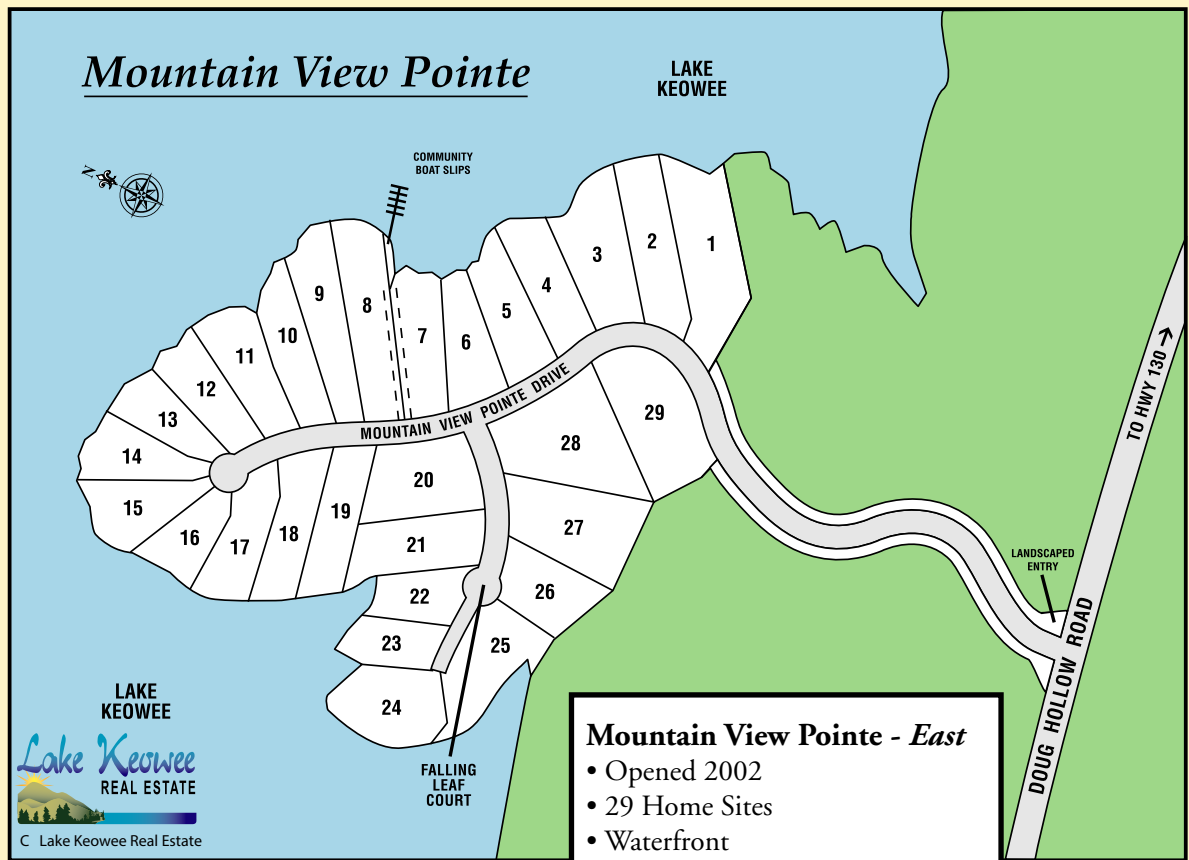 Mountain View Pointe
LAKE
KEOWEE
N
COMMUNITY
BOAT SLIPS
1
2
3
4
5
6
7
8
9
10
11
12
13
14
15
16
17
18
19
20
21
22
23
24
25
26
27
28
29
MOUNTAIN VIEW POINTE DRIVE
TO HWY 130
LANDSCAPED
ENTRY
DOUG HOLLOW ROAD
FALLING
LEAF
COURT
LAKE
KEOWEE
Lake Keowee
REAL ESTATE
C Lake Keowee Real Estate
Mountain View Pointe - East
• Opened 2002
• 29 Home Sites
• Waterfront